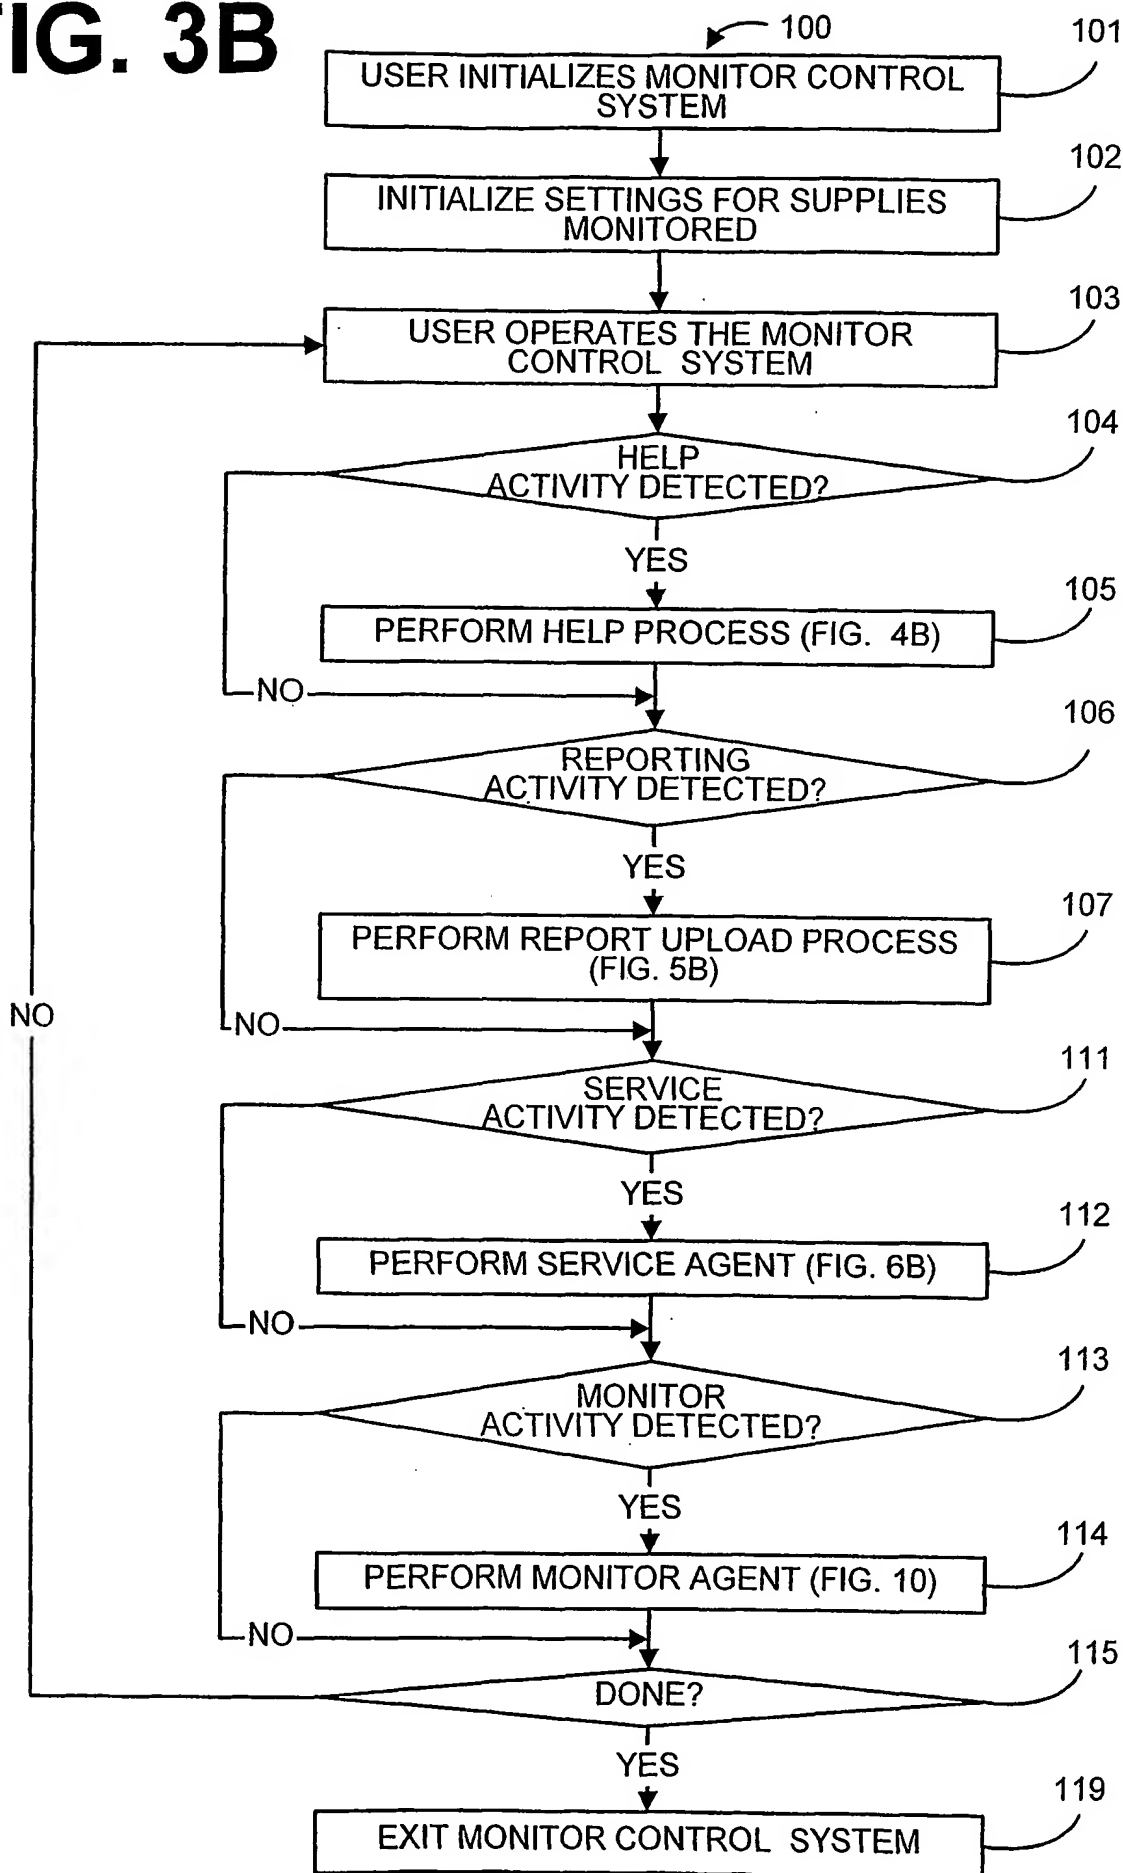 FIG. 3B
100
101
USER INITIALIZES MONITOR CONTROL
SYSTEM
102
INITIALIZE SETTINGS FOR SUPPLIES
MONITORED
103
USER OPERATES THE MONITOR
CONTROL SYSTEM
104
HELP
ACTIVITY DETECTED?
YES
105
PERFORM HELP PROCESS (FIG. 4B)
NO
106
REPORTING
ACTIVITY DETECTED?
YES
107
PERFORM REPORT UPLOAD PROCESS
(FIG. 5B)
NO
NO
111
SERVICE
ACTIVITY DETECTED?
YES
112
PERFORM SERVICE AGENT (FIG. 6B)
NO
113
MONITOR
ACTIVITY DETECTED?
YES
114
PERFORM MONITOR AGENT (FIG. 10)
NO
115
DONE?
YES
119
EXIT MONITOR CONTROL SYSTEM